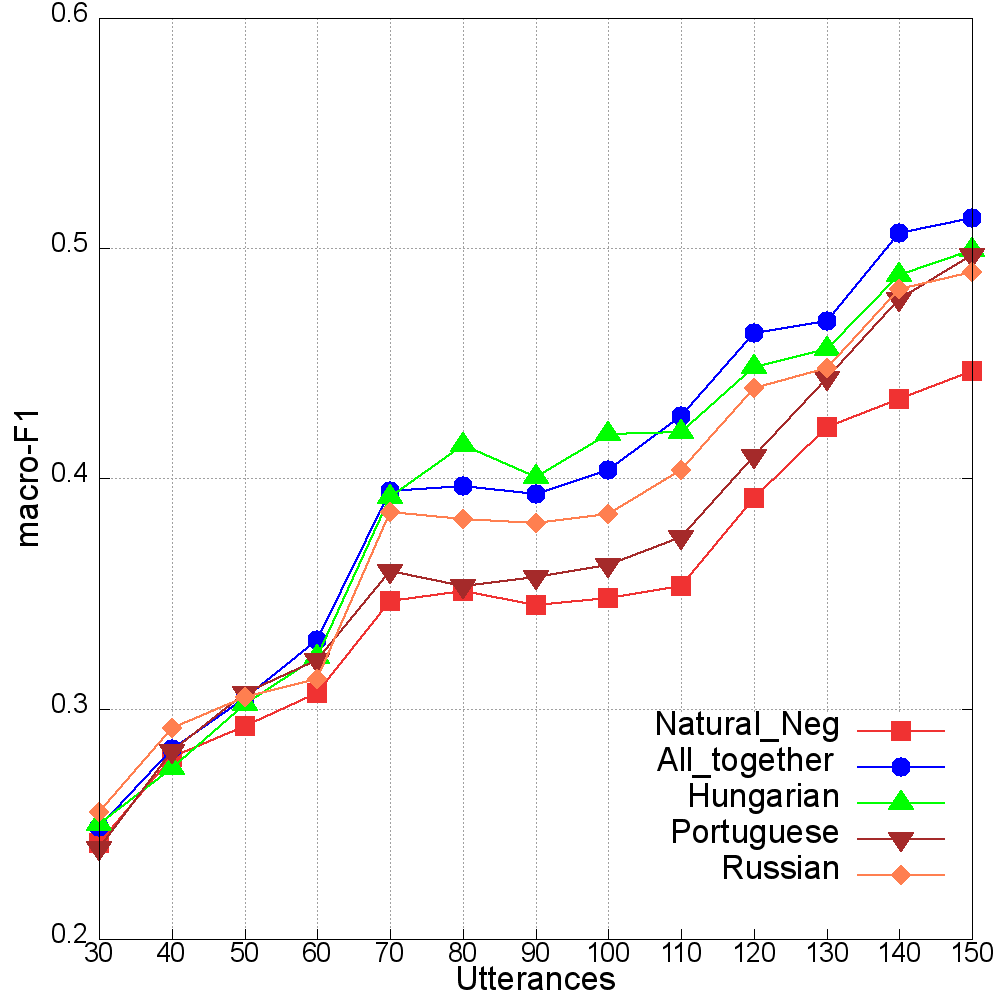 0.6
0.5
0.4
0.3
0.2
macro-F1
Natural_Neg
All_together
Hungarian
Portuguese
Russian
30 40 50 60 70 80 90 100 110 120 130 140 150
Utterances